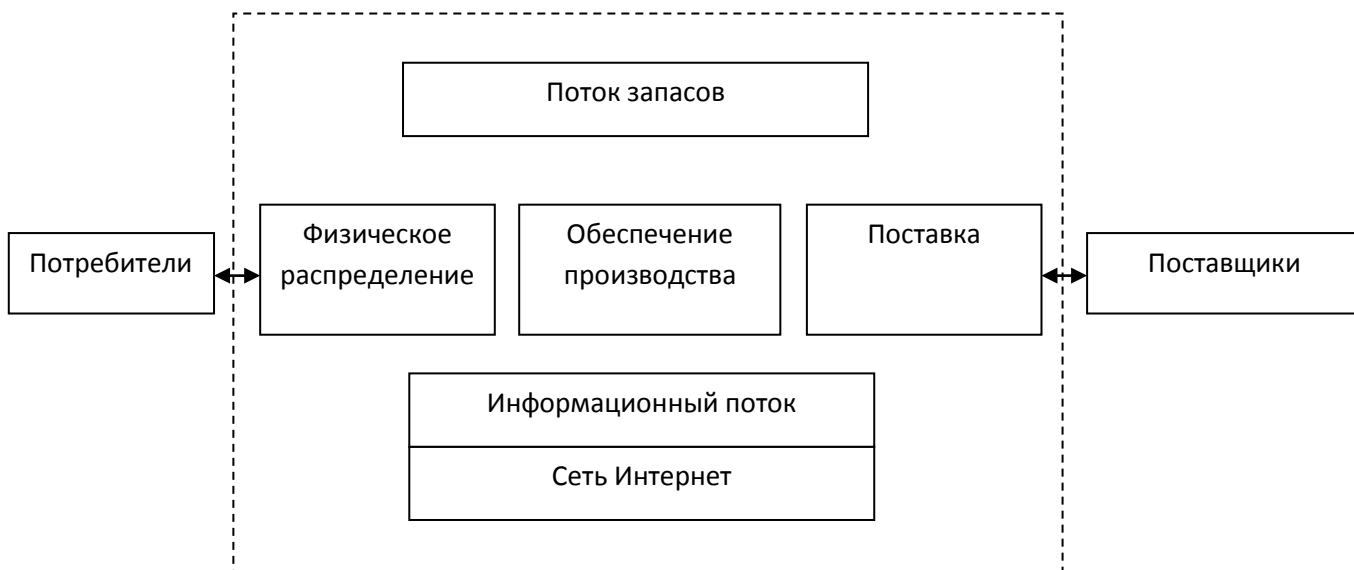 Поток запасов
Потребители
Физическое
распределение
Обеспечение
производства
Поставка
Поставщики
Информационный поток
Сеть Интернет